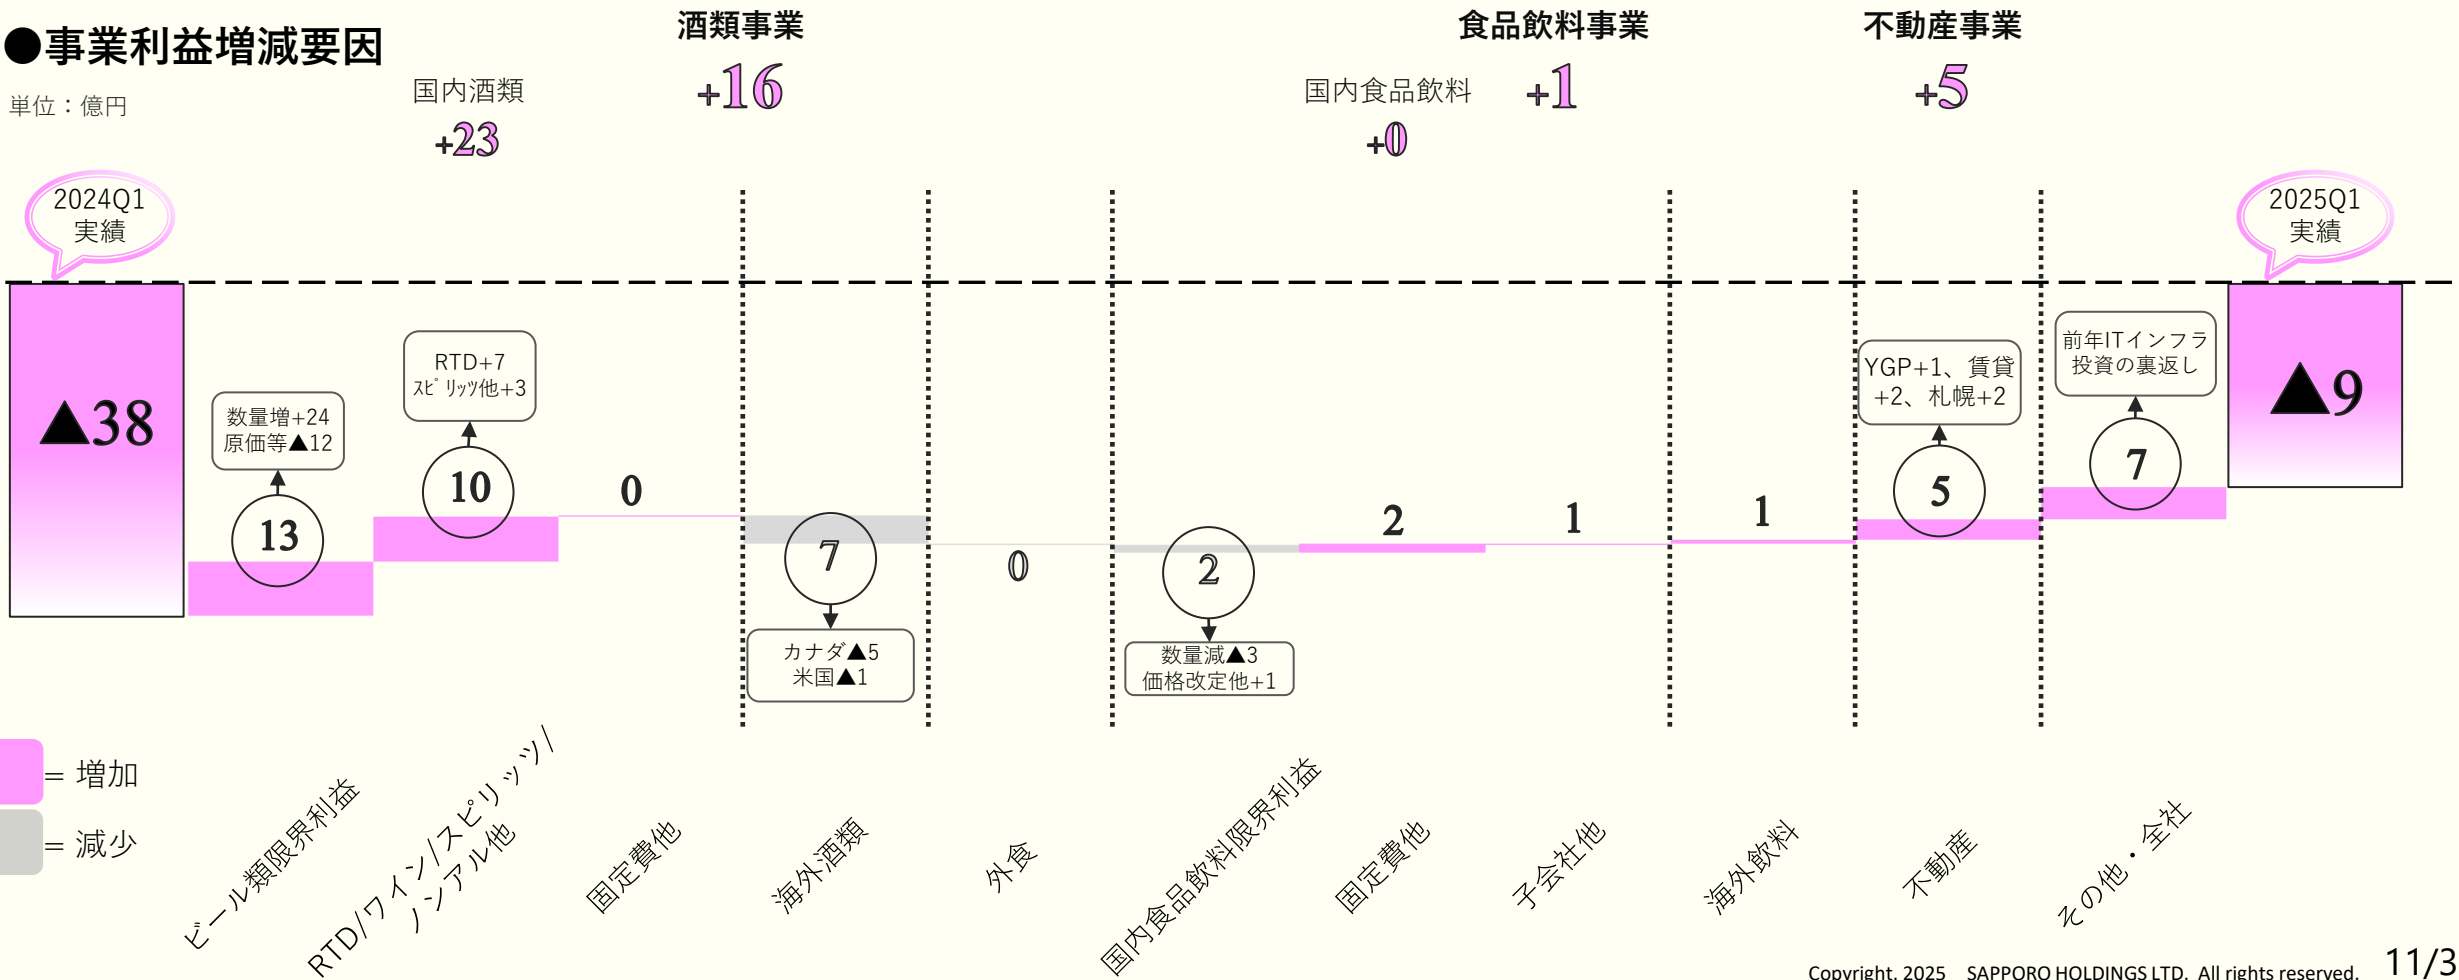 ●事業利益増減要因
単位：億円
酒類事業
+16
国内酒類
+23
食品飲料事業
+1
国内食品飲料
+0
不動産事業
+5
2024Q1
実績
2025Q1
実績
▲38
数量増+24
原価等▲12
13
RTD+7
ｽﾋﾟﾘｯﾂ他+3
10
0
7
カナダ▲5
米国▲1
0
2
数量減▲3
価格改定他+1
2
1
1
YGP+1、賃貸
+2、札幌+2
5
前年ITインフラ
投資の裏返し
7
▲9
= 増加
= 減少
ビール類限界利益
RTD/ワイン/スピリッツ/
ノンアル他
固定費他
海外酒類
外食
国内食品飲料限界利益
固定費他
子会社他
海外飲料
不動産
その他・全社
Copyright, 2025 SAPPORO HOLDINGS LTD. All rights reserved.
11/3